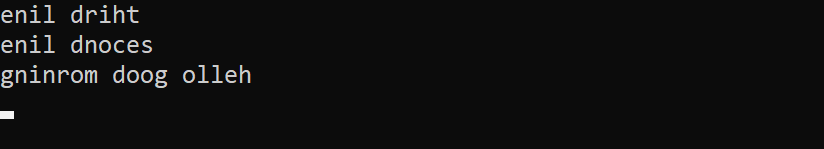 enil driht
enil dnoces
gninrom doog olleh